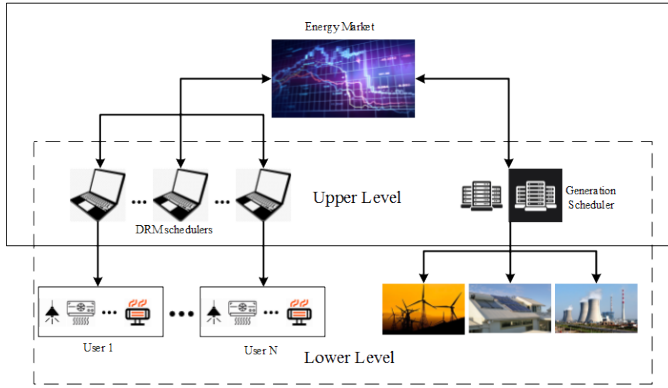 Energy Market
Upper Level
Generation
Scheduler
DRM schedulers
User 1
User N
Lower Level